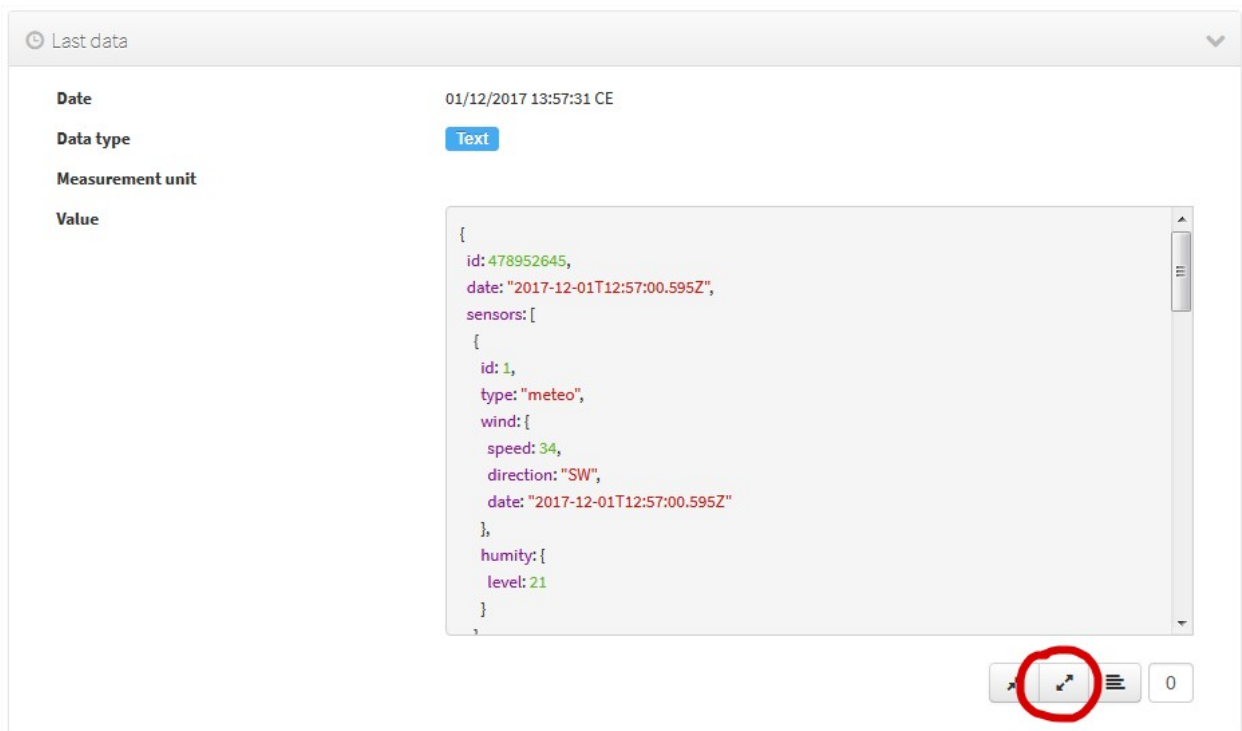 Last data
Date 01/12/2017 13:57:31 CE
Data type Text
Measurement unit
Value
{
id: 478952645,
date: "2017-12-01T12:57:00.595Z",
sensors: [
{
id: 1,
type: "meteo",
wind: {
speed: 34,
direction: "SW",
date: "2017-12-01T12:57:00.595Z"
},
humity: {
level: 21
}
0